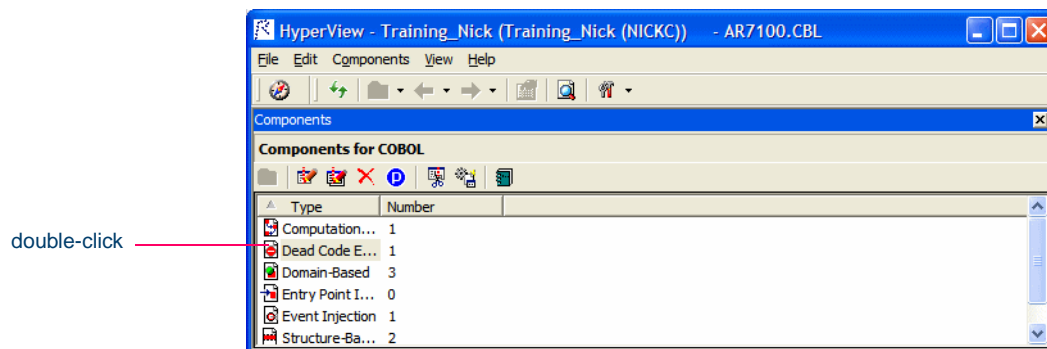 HyperView - Training_Nick (Training_Nick (NICKC)) - AR7100.CBL
File Edit Components View Help
Components
Components for COBOL
Type Number
Computation... 1
double-click
Dead Code E... 1
Domain-Based 3
Entry Point I... 0
Event Injection 1
Structure-Ba... 2